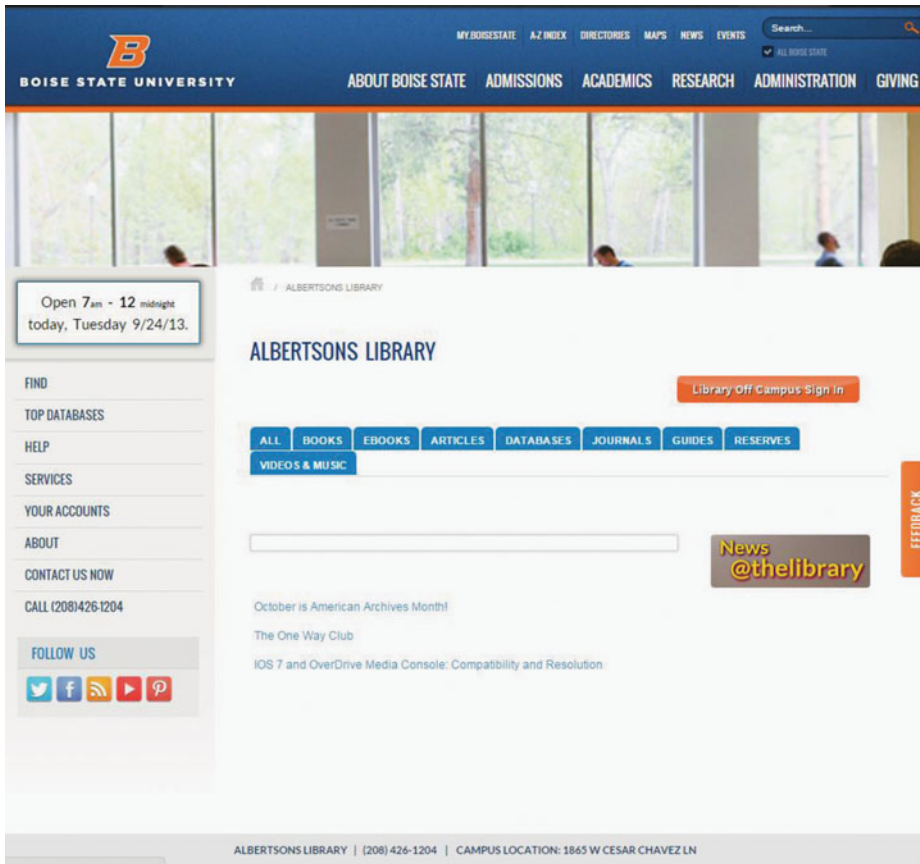 MY.BOISESTATE A-Z INDEX DIRECTORIES MAPS NEWS EVENTS Search...
ALL BOISE STATE
B
BOISE STATE UNIVERSITY
ABOUT BOISE STATE ADMISSIONS ACADEMICS RESEARCH ADMINISTRATION GIVING
Open 7am - 12 midnight
today, Tuesday 9/24/13.
FIND
TOP DATABASES
HELP
SERVICES
YOUR ACCOUNTS
ABOUT
CONTACT US NOW
CALL (208)426-1204
FOLLOW US
/ ALBERTSONS LIBRARY
ALBERTSONS LIBRARY
Library Off Campus Sign In
ALL BOOKS EBOOKS ARTICLES DATABASES JOURNALS GUIDES RESERVES
VIDEOS & MUSIC
News
@thelibrary
October is American Archives Month!
The One Way Club
IOS 7 and OverDrive Media Console: Compatibility and Resolution
FEEDBACK
ALBERTSONS LIBRARY | (208) 426-1204 | CAMPUS LOCATION: 1865 W CESAR CHAVEZ LN